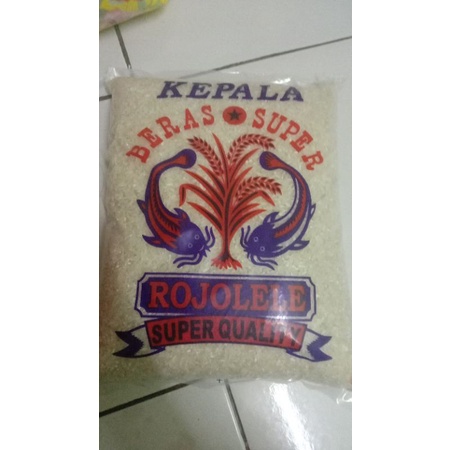 KEPALA
BERAS SUPER
ROJOLELE
SUPER QUALITY